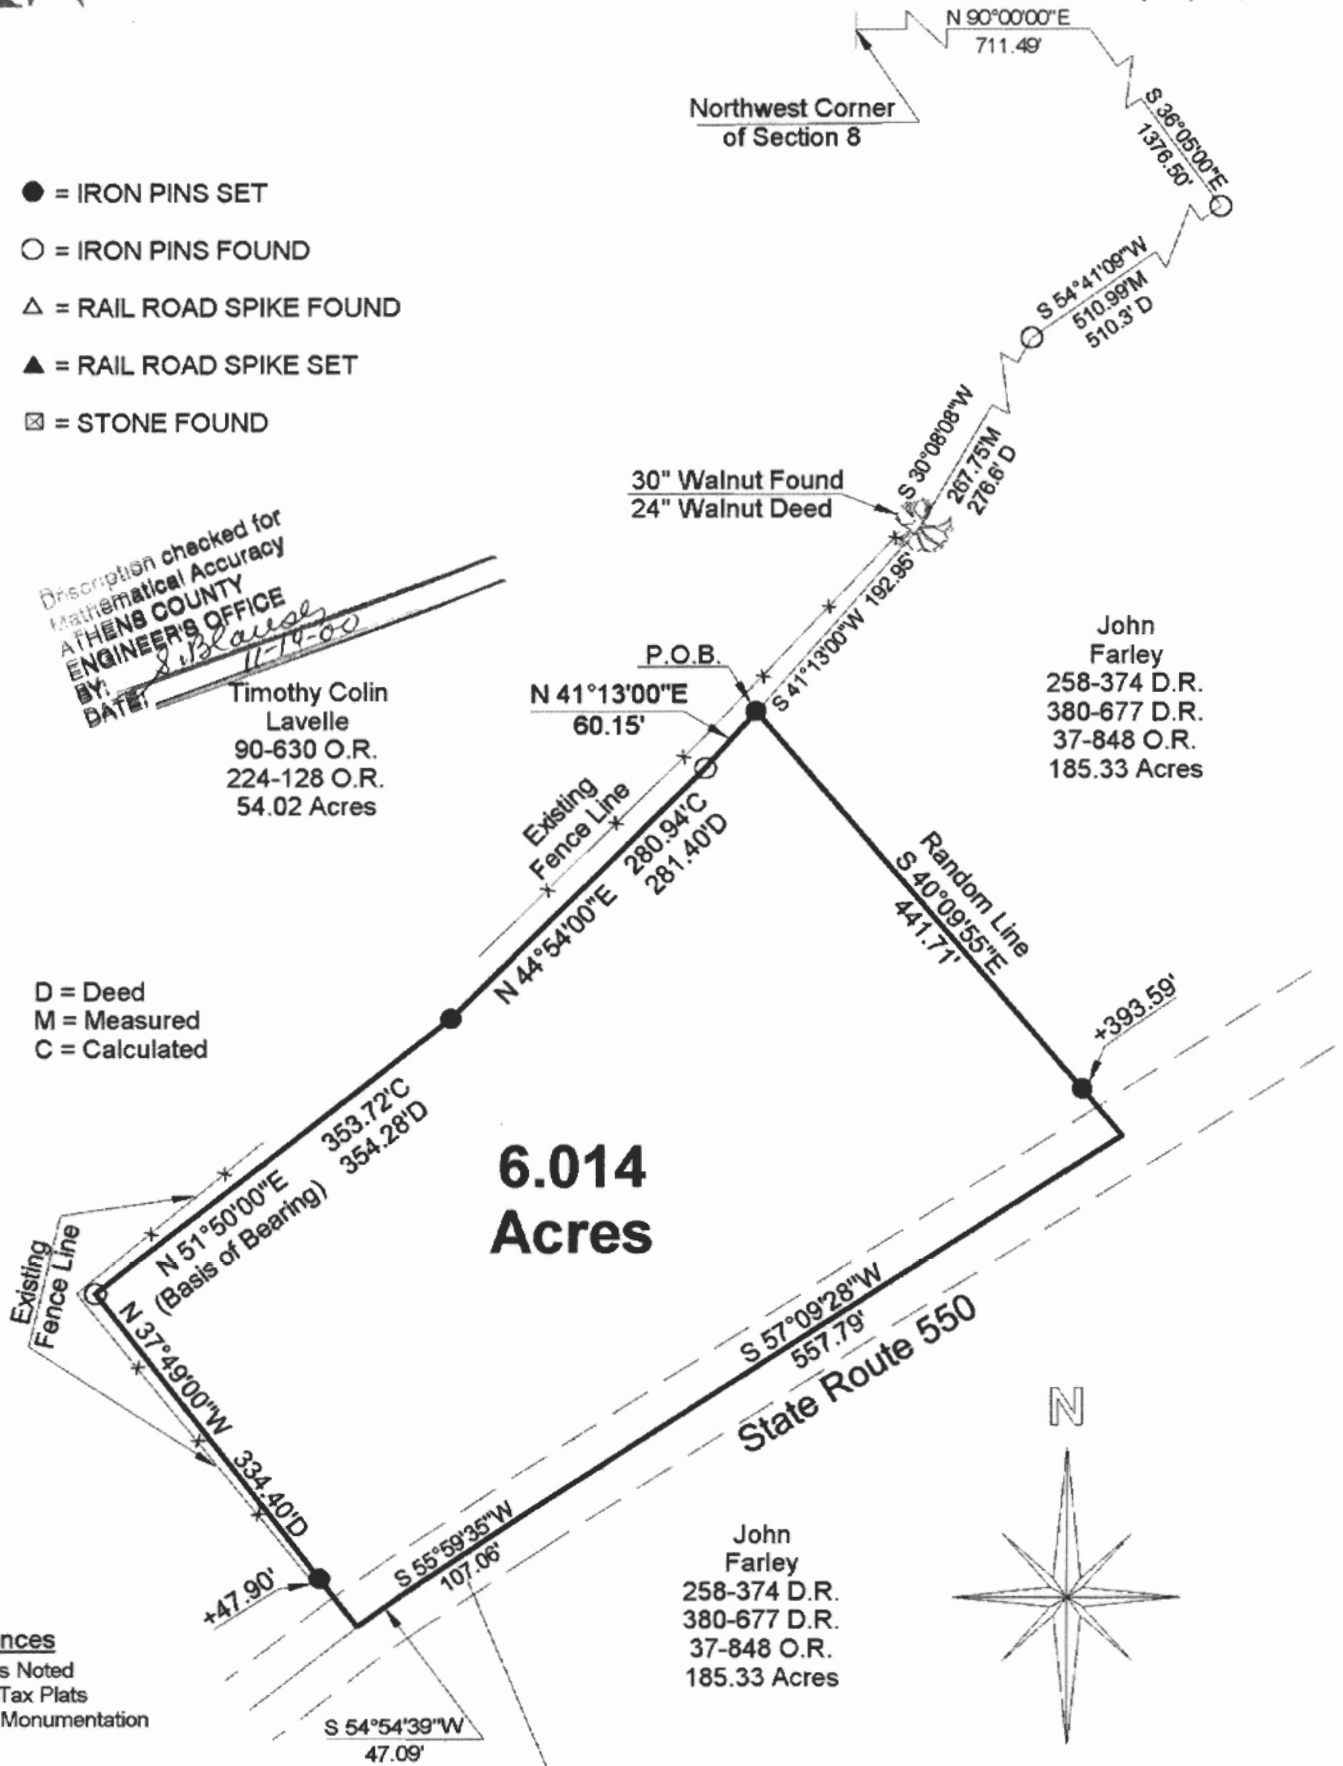 N 90°00'00"E
711.49'
Northwest Corner
of Section 8
S 36°05'00"E
1376.50'
● = IRON PINS SET
○ = IRON PINS FOUND
△ = RAIL ROAD SPIKE FOUND
▲ = RAIL ROAD SPIKE SET
⊠ = STONE FOUND
S 54°41'09"W
510.99'M
510.3' D
S 30°08'08"W
267.75'M
276.6' D
30" Walnut Found
24" Walnut Deed
S 41°13'00"W 192.95'
Description checked for
Mathematical Accuracy
ATHENS COUNTY
ENGINEER'S OFFICE
BY:
DATE: 11-14-00
Timothy Colin
Lavelle
90-630 O.R.
224-128 O.R.
54.02 Acres
John
Farley
258-374 D.R.
380-677 D.R.
37-848 O.R.
185.33 Acres
P.O.B.
N 41°13'00"E
60.15'
Existing
Fence Line
N 44°54'00"E 280.94'C
281.40'D
Random Line
S 40°09'55"E
441.71'
+393.59'
D = Deed
M = Measured
C = Calculated
N 51°50'00"E 353.72'C
(Basis of Bearing) 354.28'D
6.014
Acres
Existing
Fence Line
N 37°49'00"W 334.40'D
+47.90'
S 57°09'28"W
557.79'
State Route 550
S 55°59'35"W
107.06'
S 54°54'39"W
47.09'
N
John
Farley
258-374 D.R.
380-677 D.R.
37-848 O.R.
185.33 Acres
nces
s Noted
Tax Plats
Monumentation